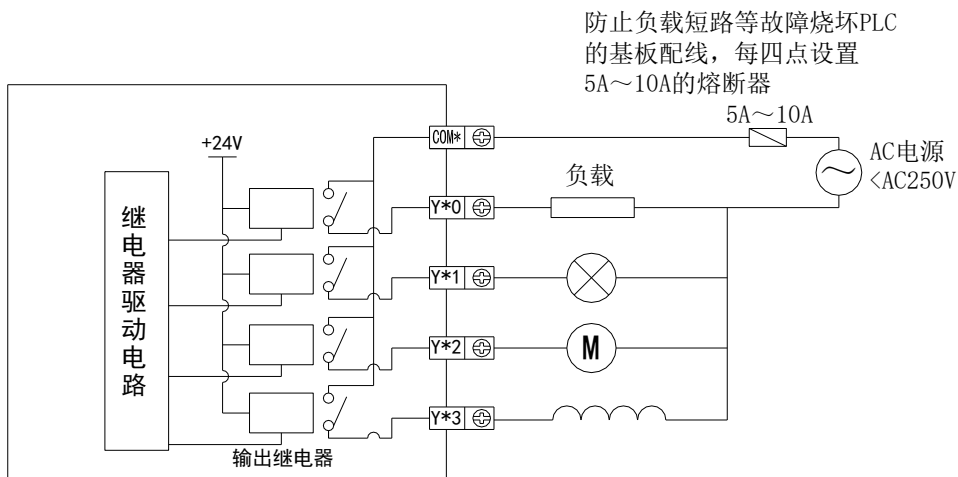 防止负载短路等故障烧坏PLC
的基板配线，每四点设置
5A～10A的熔断器
5A～10A
COM*
+24V
AC电源
<AC250V
负载
Y*0
继电器驱动电路
Y*1
Y*2
M
Y*3
输出继电器